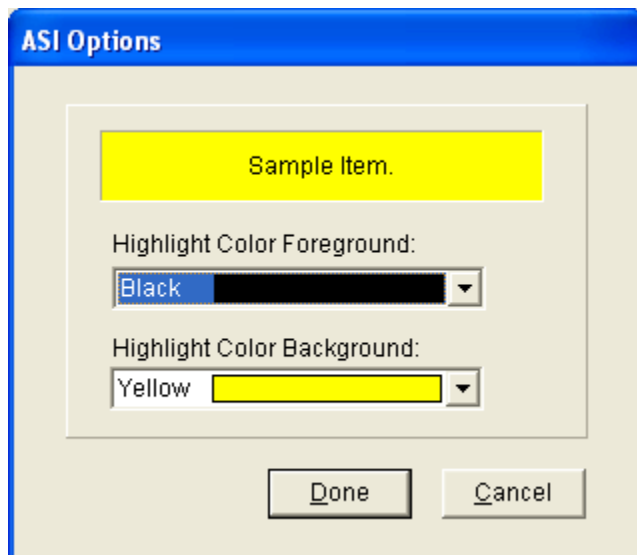 ASI Options
Sample Item.
Highlight Color Foreground:
Black
Highlight Color Background:
Yellow
Done
Cancel